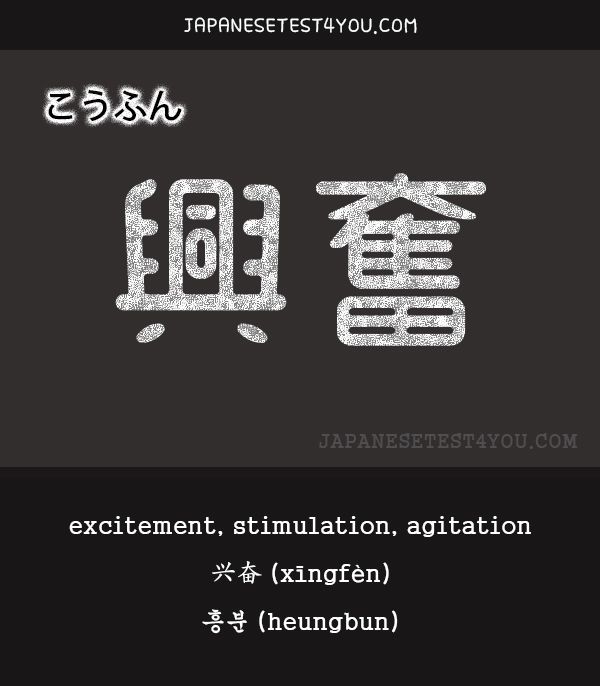 JAPANESETEST4YOU.COM
こうふん
興奮
JAPANESETEST4YOU.COM
excitement, stimulation, agitation
兴奋 (xīngfèn)
흥분 (heungbun)